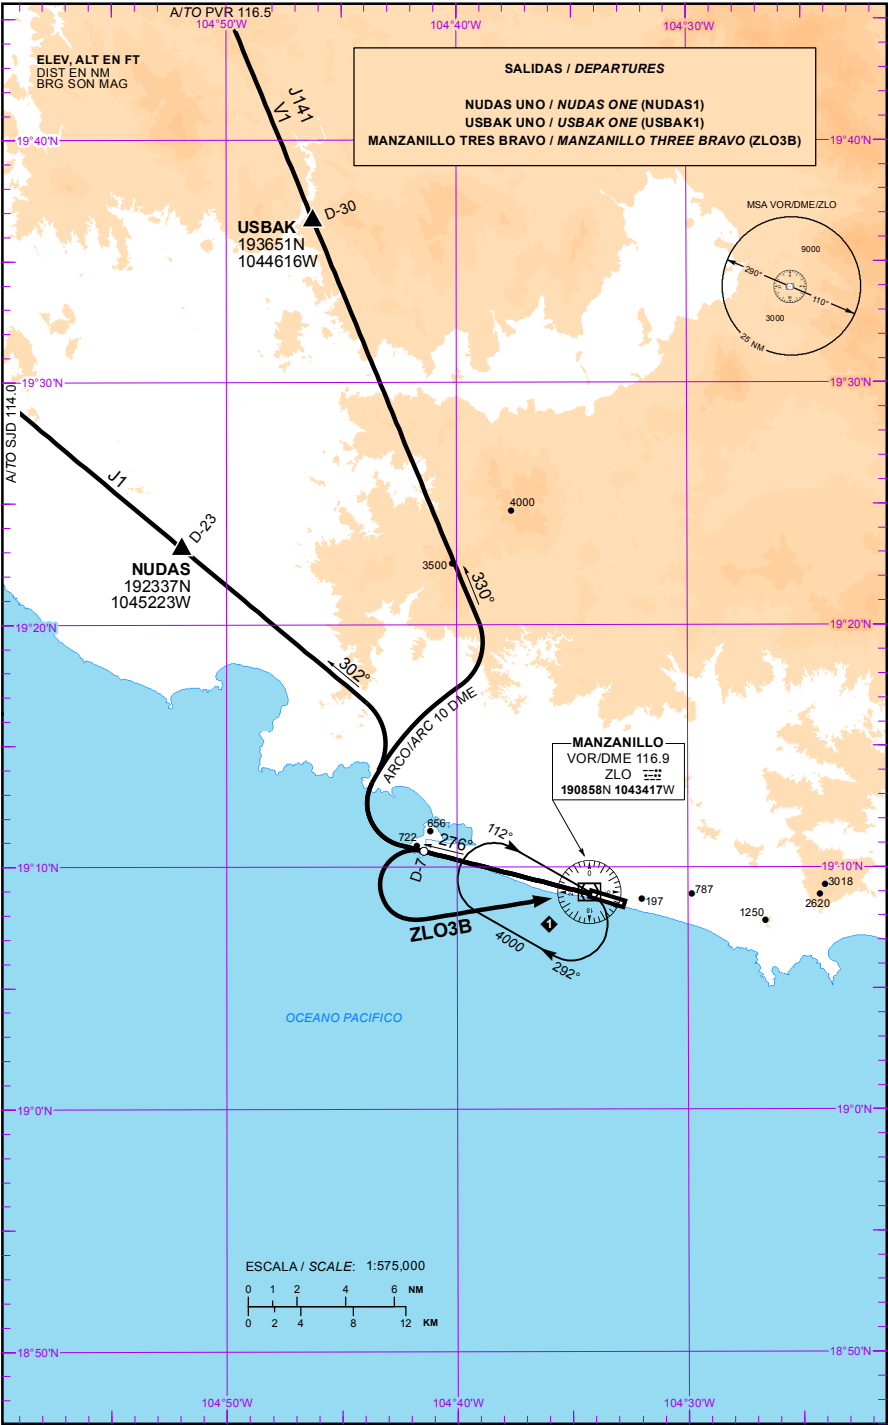 A/TO PVR 116.5
104°50'W
104°40'W
104°30'W
ELEV, ALT EN FT
DIST EN NM
BRG SON MAG
SALIDAS / DEPARTURES
NUDAS UNO / NUDAS ONE (NUDAS1)
USBAK UNO / USBAK ONE (USBAK1)
MANZANILLO TRES BRAVO / MANZANILLO THREE BRAVO (ZLO3B)
J141
V1
19°40'N
19°40'N
D-30
USBAK
193651N
1044616W
MSA VOR/DME/ZLO
9000
290°
110°
3000
25 NM
19°30'N
19°30'N
A/TO SJD 114.0
J1
D-23
NUDAS
192337N
1045223W
4000
3500
330°
19°20'N
19°20'N
302°
ARCO/ARC 10 DME
MANZANILLO
VOR/DME 116.9
ZLO
190858N 1043417W
656
722
276°
112°
D-7
19°10'N
19°10'N
197
787
3018
2620
1250
ZLO3B
1
4000
292°
OCEANO PACIFICO
19°0'N
19°0'N
ESCALA / SCALE: 1:575,000
0 1 2 4 6 NM
0 2 4 8 12 KM
18°50'N
18°50'N
104°50'W
104°40'W
104°30'W